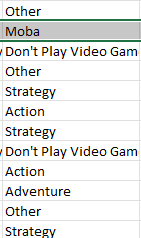 Other
Moba
Don't Play Video Gam
Other
Strategy
Action
Strategy
Don't Play Video Gam
Action
Adventure
Other
Strategy